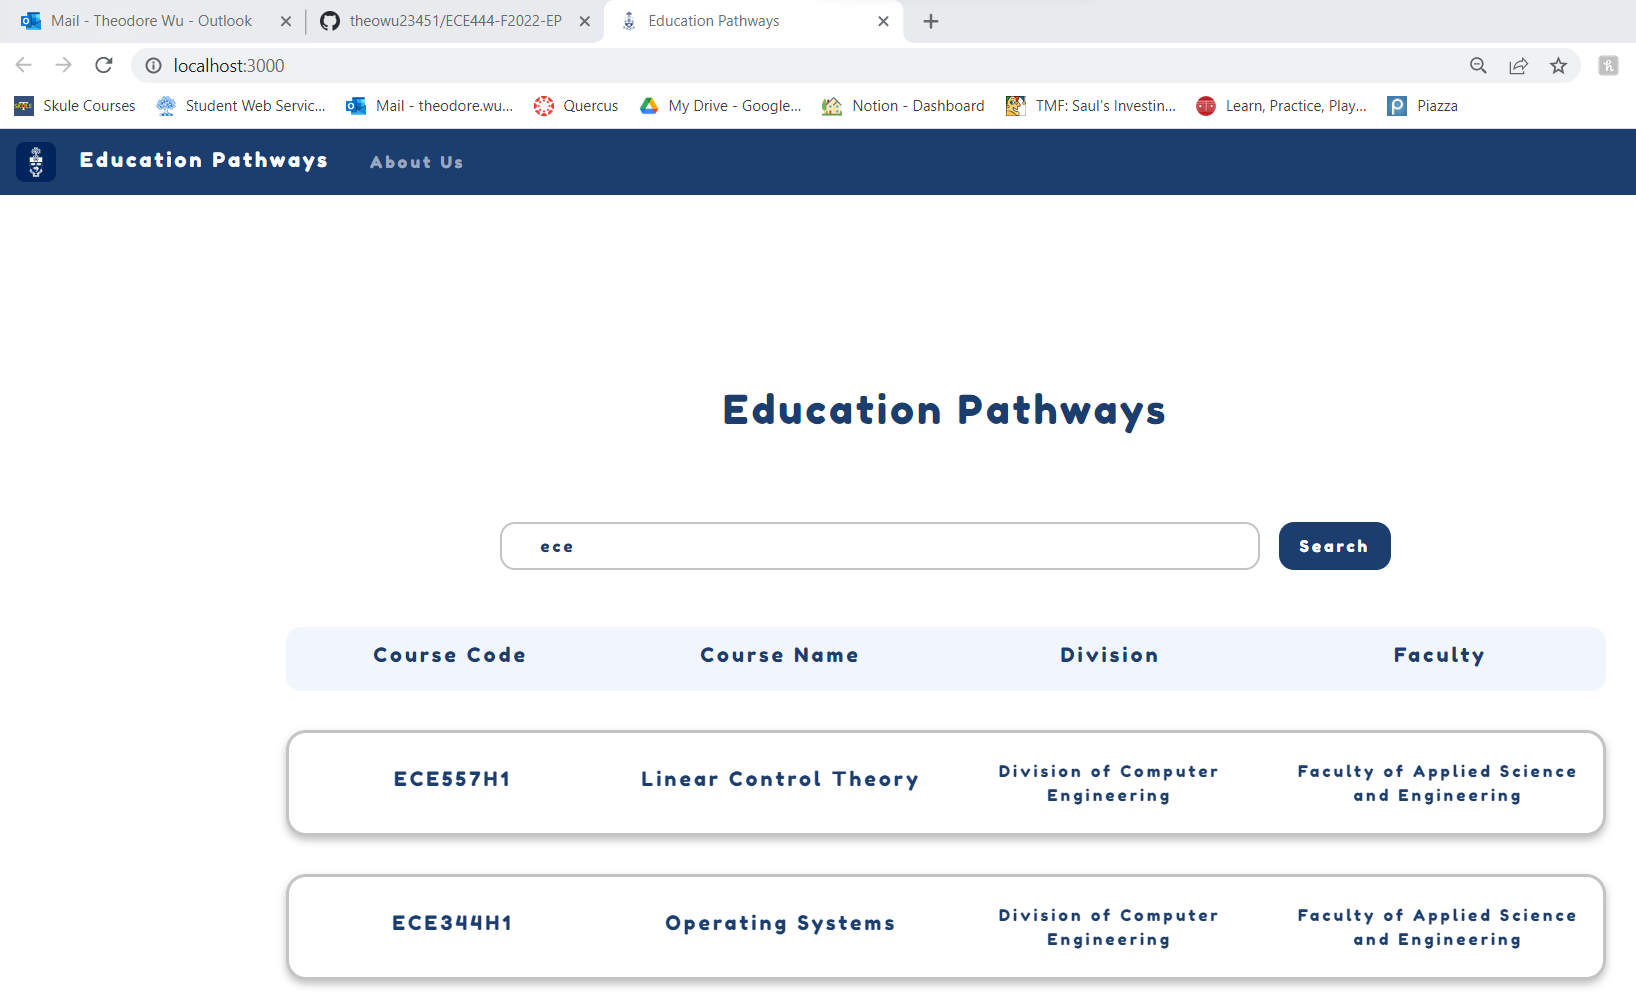 Mail - Theodore Wu - Outlook
theowu23451/ECE444-F2022-EP
Education Pathways
localhost:3000
Skule Courses
Student Web Servic...
Mail - theodore.wu...
Quercus
My Drive - Google...
Notion - Dashboard
TMF: Saul's Investin...
Learn, Practice, Play...
Piazza
Education Pathways
About Us
Education Pathways
ece
Search
Course Code
Course Name
Division
Faculty
ECE557H1
Linear Control Theory
Division of Computer
Engineering
Faculty of Applied Science
and Engineering
ECE344H1
Operating Systems
Division of Computer
Engineering
Faculty of Applied Science
and Engineering